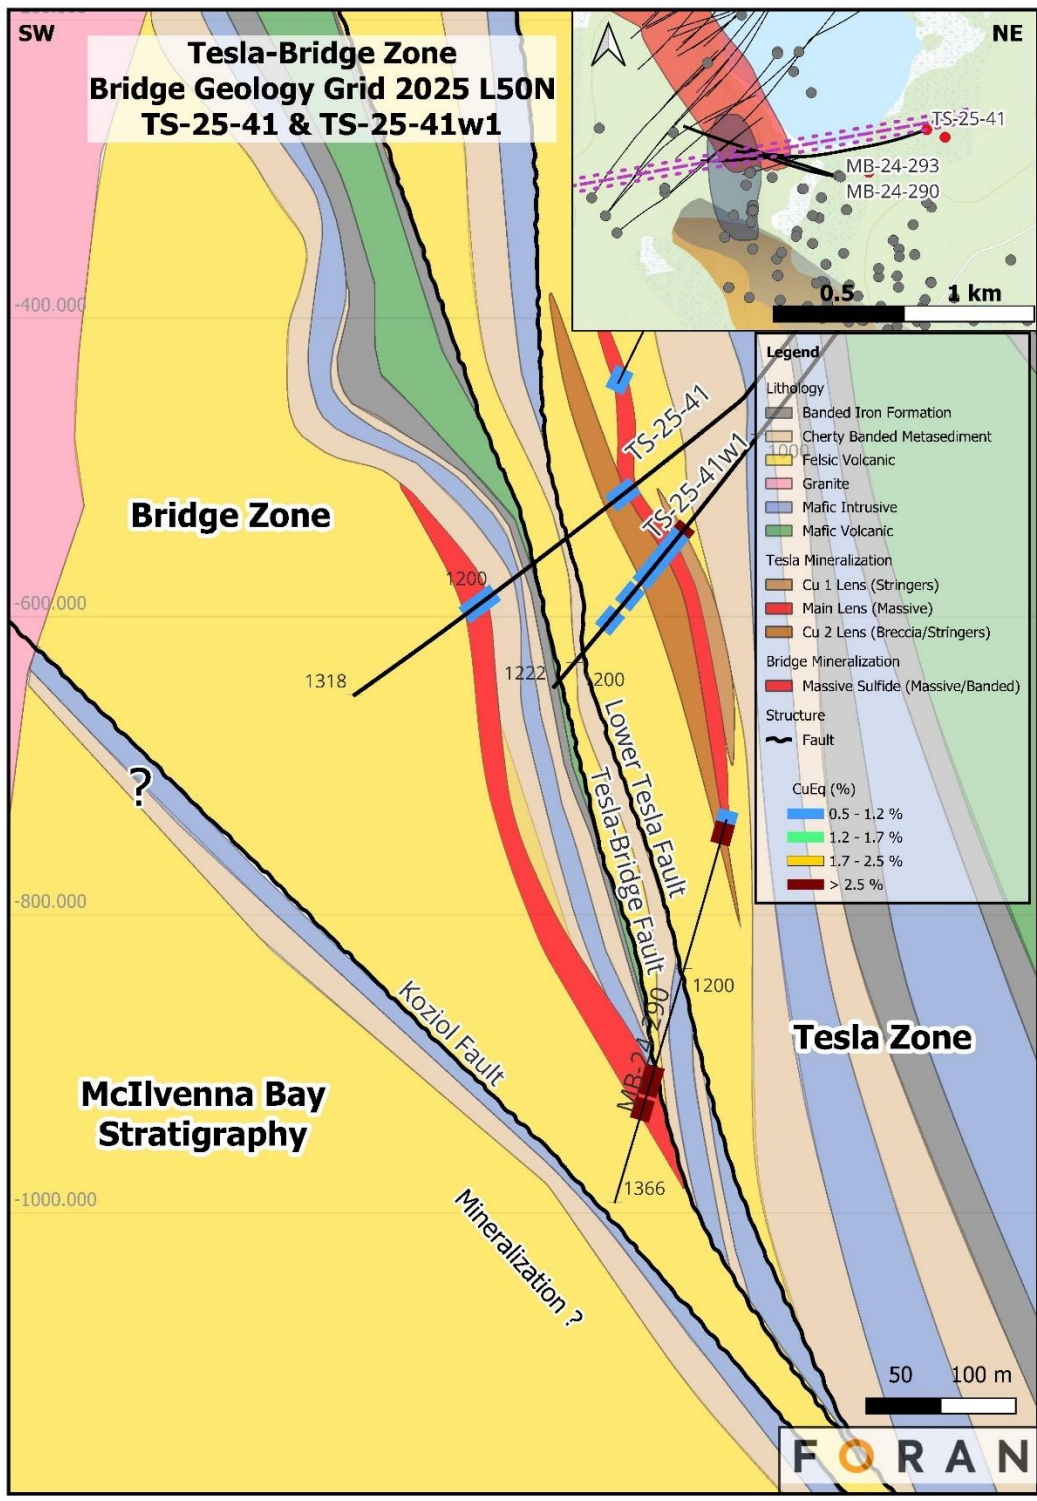 SW
Tesla-Bridge Zone
Bridge Geology Grid 2025 L50N
TS-25-41 & TS-25-41w1
NE
TS-25-41
MB-24-293
MB-24-290
0.5 1 km
-400.000
Legend
Lithology
Banded Iron Formation
Cherty Banded Metasediment
1000
Felsic Volcanic
Granite
Mafic Intrusive
Mafic Volcanic
Tesla Mineralization
Cu 1 Lens (Stringers)
Main Lens (Massive)
Cu 2 Lens (Breccia/Stringers)
Bridge Mineralization
Massive Sulfide (Massive/Banded)
Structure
Fault
CuEq (%)
0.5 - 1.2 %
1.2 - 1.7 %
1.7 - 2.5 %
> 2.5 %
TS-25-41
TS-25-41w1
Bridge Zone
1200
-600.000
1318
1222
200
Lower Tesla Fault
Tesla-Bridge Fault
?
-800.000
1200
MB-24-290
Koziol Fault
Tesla Zone
McIlvenna Bay
Stratigraphy
1366
-1000.000
Mineralization ?
50 100 m
FORAN